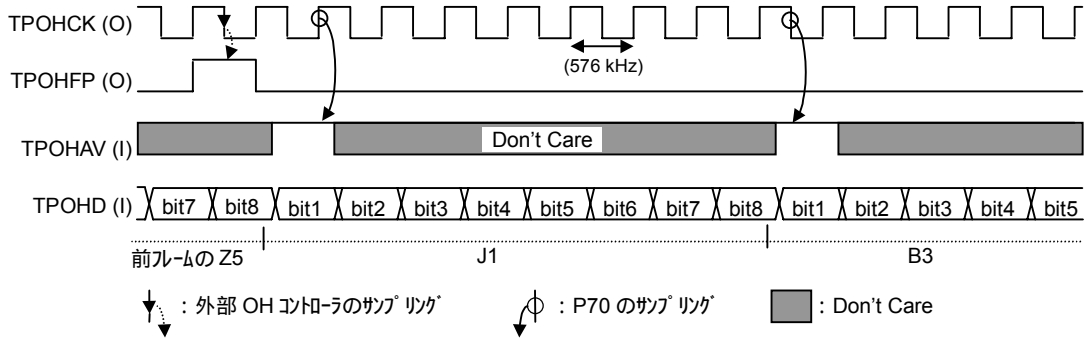 TPOHCK (O)
(576 kHz)
TPOHFP (O)
TPOHAV (I)
Don't Care
TPOHD (I)
bit7 bit8 bit1 bit2 bit3 bit4 bit5 bit6 bit7 bit8 bit1 bit2 bit3 bit4 bit5
前ﾌﾚｰﾑの Z5 J1 B3
: 外部 OH ｺﾝﾄﾛｰﾗのｻﾝﾌﾟﾘﾝｸﾞ : P70 のｻﾝﾌﾟﾘﾝｸﾞ : Don't Care